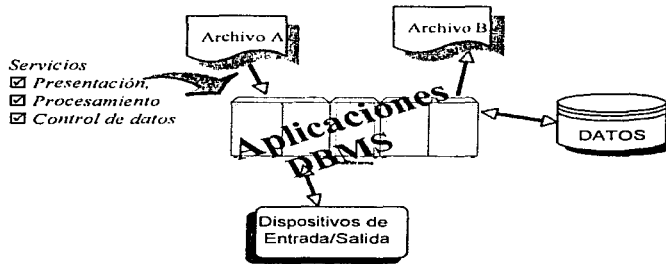 Archivo A
Archivo B
Servicios
☑ Presentación,
☑ Procesamiento
☑ Control de datos
Aplicaciones
DBMS
DATOS
Dispositivos de
Entrada/Salida